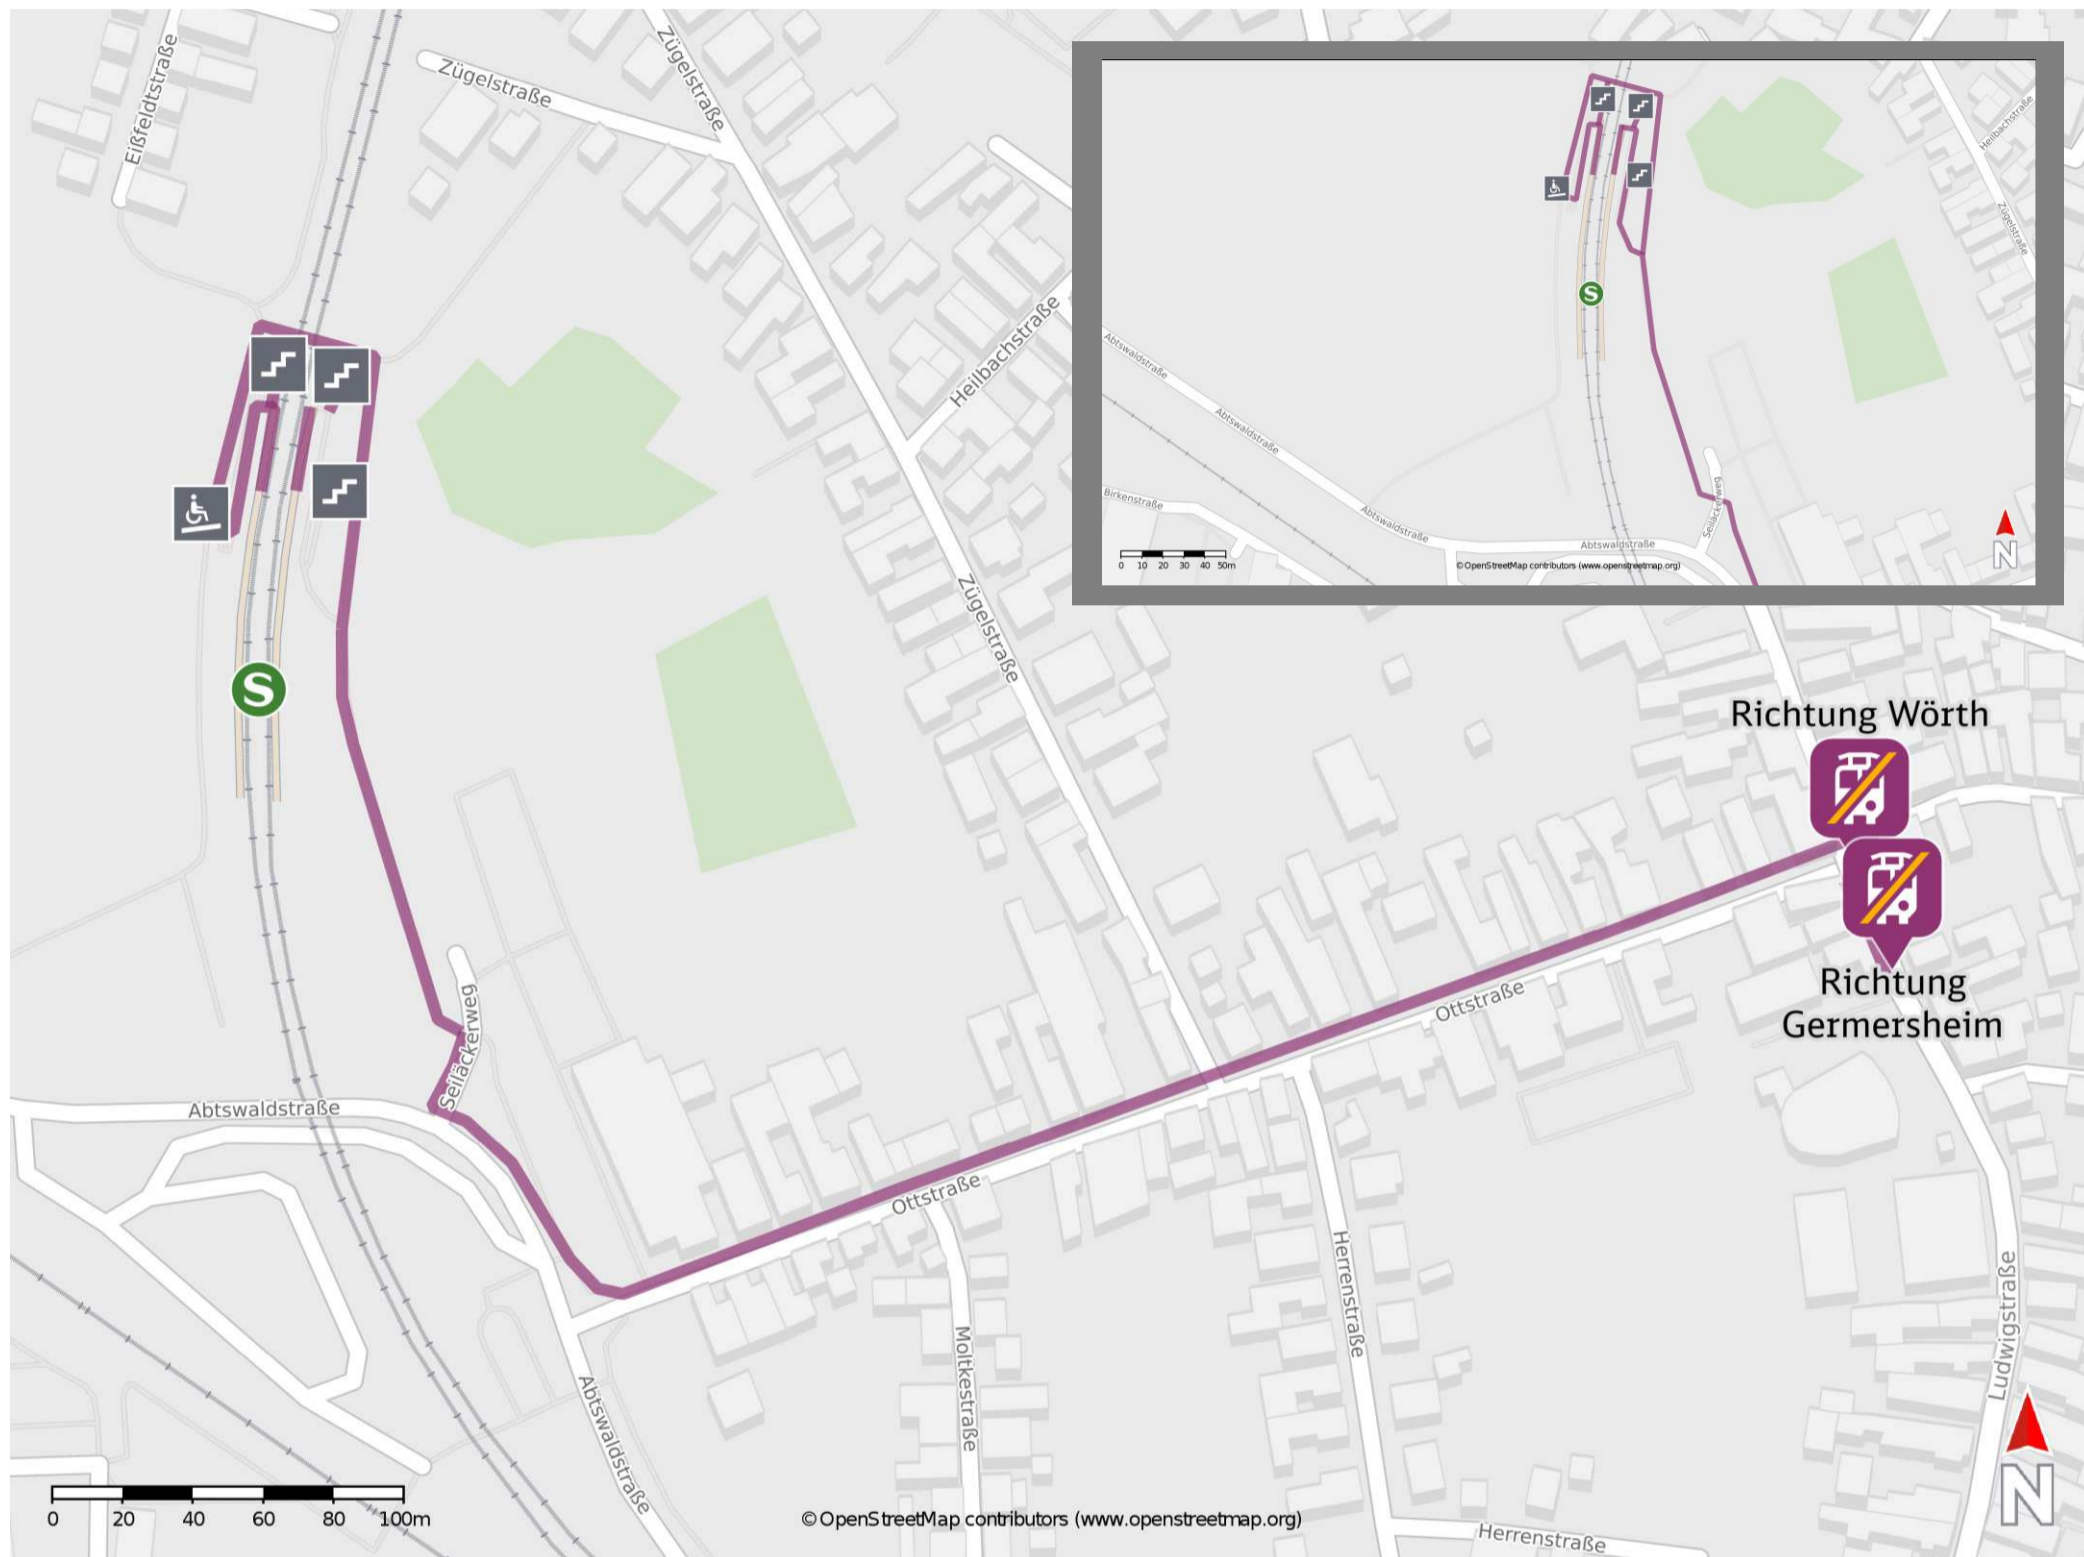 Eißfeldtstraße
Zügelstraße
Zügelstraße
Heilbachstraße
Zügelstraße
S
Heilbachstraße
Zügelstraße
S
Abtswaldstraße
Abtswaldstraße
Abtswaldstraße
Birkenstraße
Abtswaldstraße
Seiläckerweg
0 10 20 30 40 50m
© OpenStreetMap contributors (www.openstreetmap.org)
N
Richtung Wörth
Richtung
Germersheim
Seiläckerweg
Abtswaldstraße
Ottstraße
Ottstraße
Herrenstraße
Moltkestraße
Abtswaldstraße
Ludwigstraße
0 20 40 60 80 100m
© OpenStreetMap contributors (www.openstreetmap.org)
Herrenstraße
N